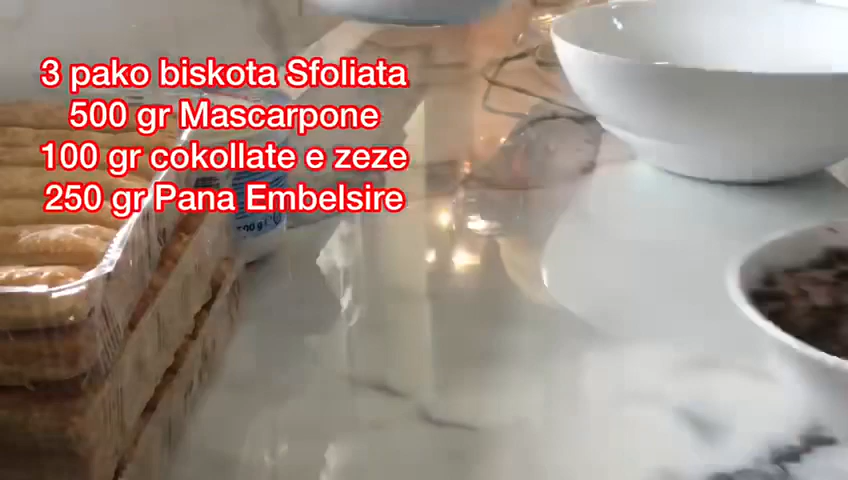 3 pako biskota Sfoliata
500 gr Mascarpone
100 gr cokollate e zeze
250 gr Pana Embelsire